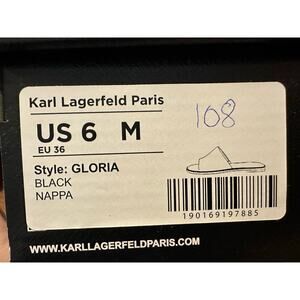 Karl Lagerfeld Paris
108
US 6 M
EU 36
Style: GLORIA
BLACK
NAPPA
190169197885
WWW.KARLLAGERFELDPARIS.COM